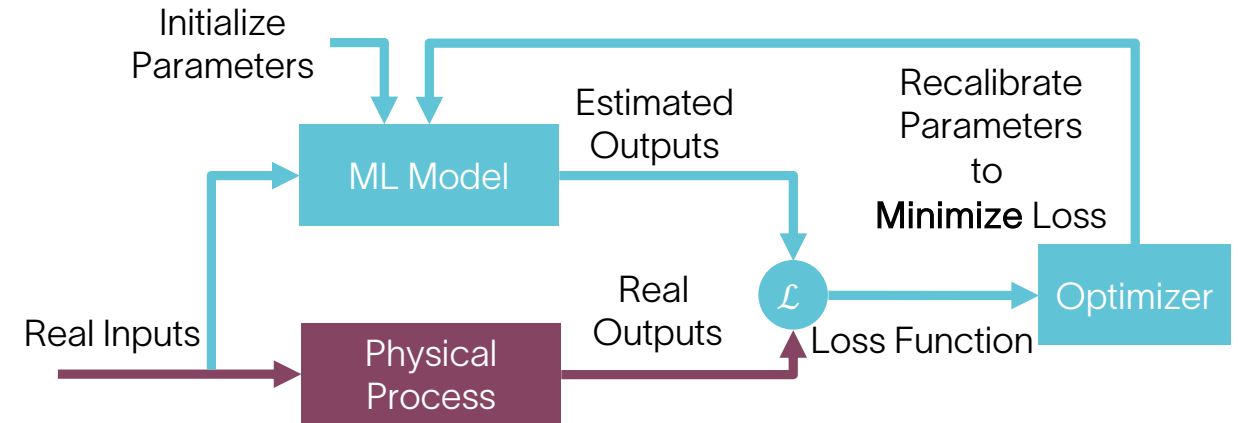 Initialize
Parameters
Estimated
Outputs
Recalibrate
Parameters
to
Minimize Loss
ML Model
Real
Outputs
ℒ
Optimizer
Real Inputs
Physical
Process
Loss Function